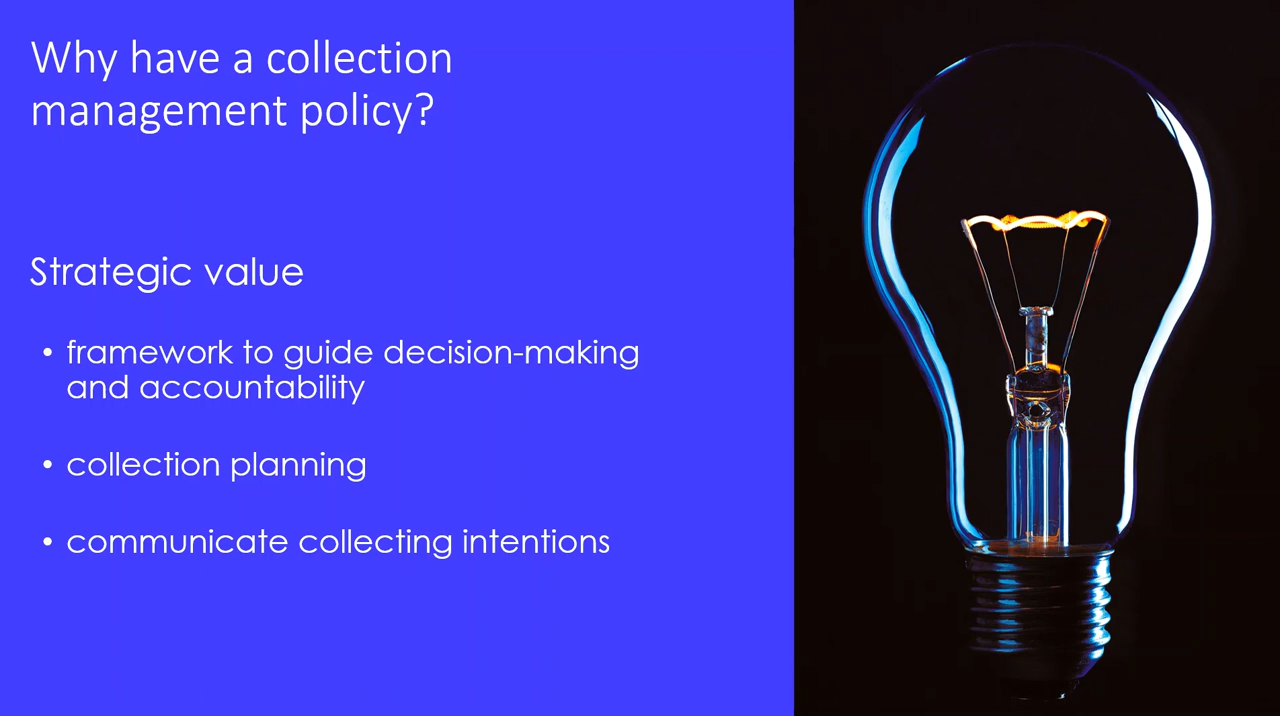 Why have a collection
management policy?
Strategic value
• framework to guide decision-making
and accountability
• collection planning
• communicate collecting intentions